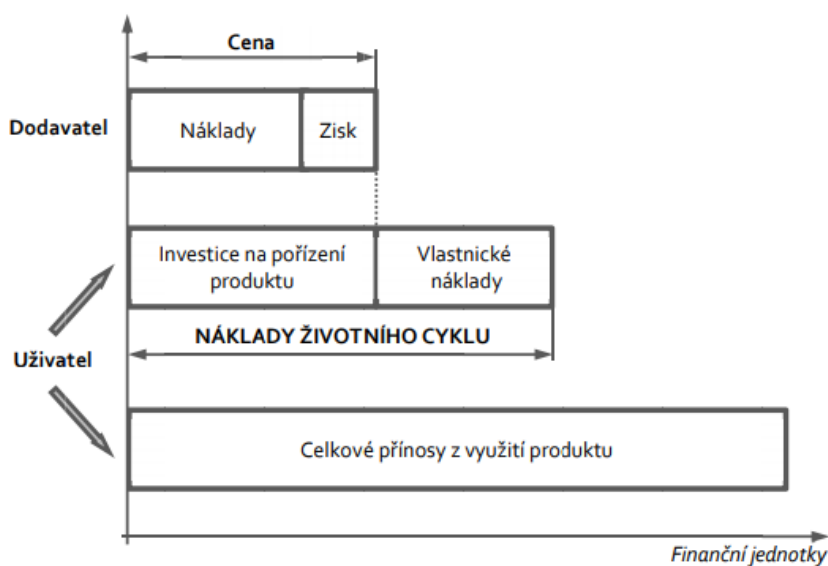 Cena
Dodavatel
Náklady
Zisk
Investice na pořízení
produktu
Vlastnické
náklady
NÁKLADY ŽIVOTNÍHO CYKLU
Uživatel
Celkové přínosy z využití produktu
Finanční jednotky